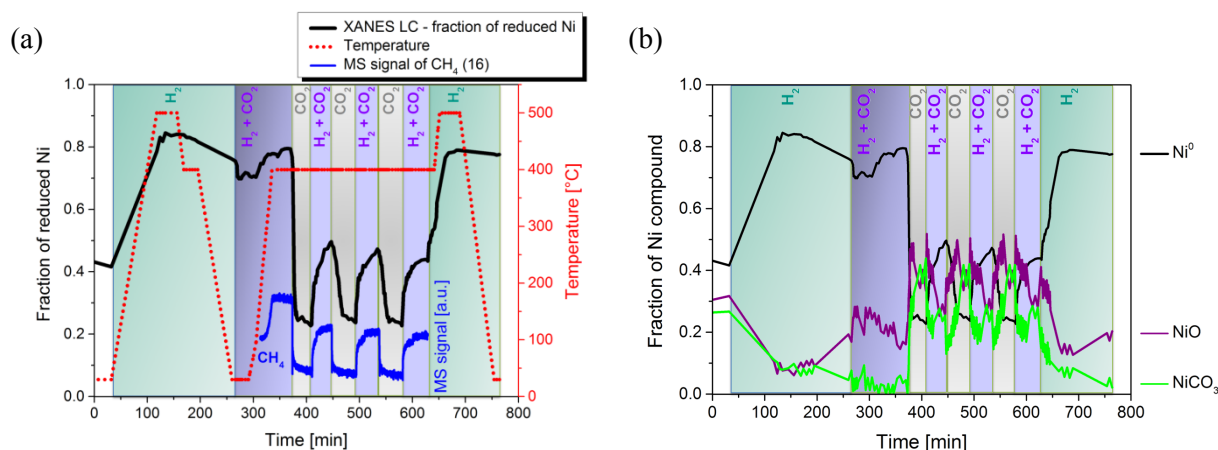 (a)
XANES LC - fraction of reduced Ni
Temperature
MS signal of CH₄ (16)
1.0
0.8
0.6
0.4
0.2
0.0
Fraction of reduced Ni
H₂
H₂ + CO₂
CO₂
H₂ + CO₂
CO₂
H₂ + CO₂
CO₂
H₂ + CO₂
H₂
CH₄
MS signal [a.u.]
500
400
300
200
100
0
Temperature [°C]
0 100 200 300 400 500 600 700 800
Time [min]
(b)
1.0
0.8
0.6
0.4
0.2
0.0
Fraction of Ni compound
H₂
H₂ + CO₂
CO₂
H₂ + CO₂
CO₂
H₂ + CO₂
CO₂
H₂ + CO₂
H₂
Ni⁰
NiO
NiCO₃
0 100 200 300 400 500 600 700 800
Time [min]